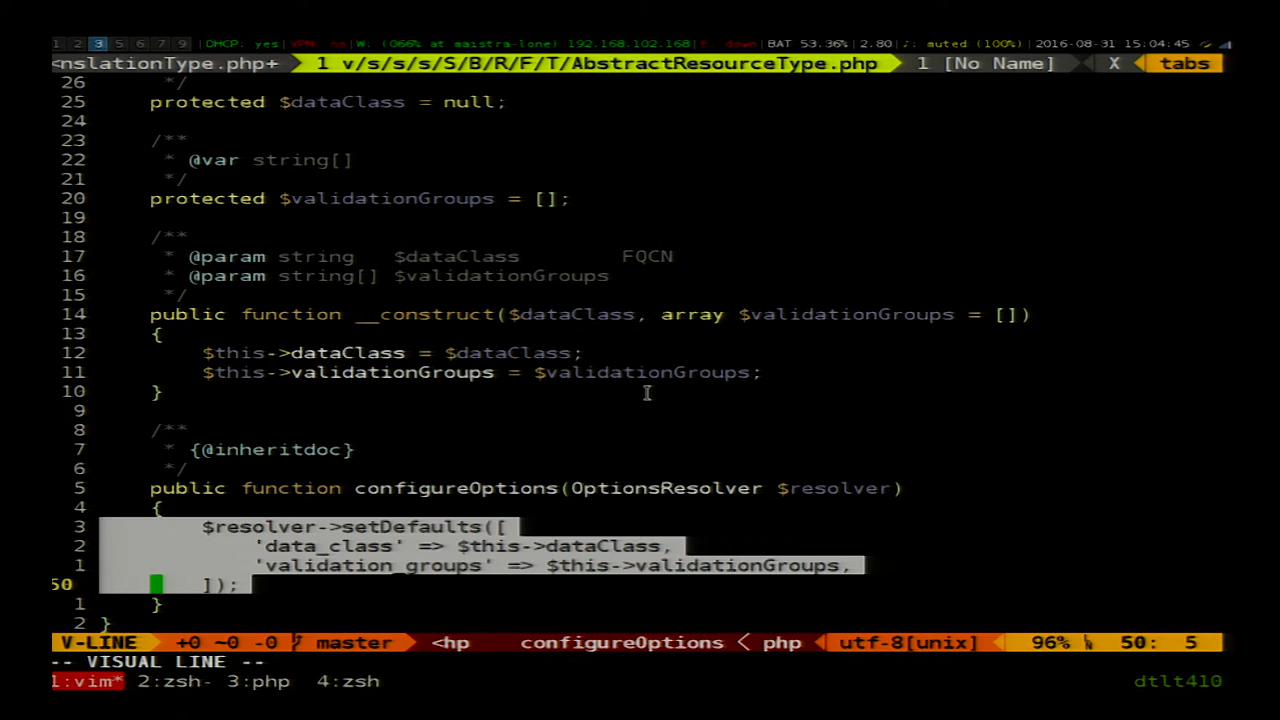 1 2 3 5 6 7 9 DHCP: yes VPN: no W: (066% at maistra-lone) 192.168.102.168 E: down BAT 53.36% 2.80 ♪: muted (100%) 2016-08-31 15:04:45
<nslationType.php+ 1 v/s/s/s/S/B/R/F/T/AbstractResourceType.php 1 [No Name] X tabs
26 */
25 protected $dataClass = null;
24
23 /**
22 * @var string[]
21 */
20 protected $validationGroups = [];
19
18 /**
17 * @param string $dataClass FQCN
16 * @param string[] $validationGroups
15 */
14 public function __construct($dataClass, array $validationGroups = [])
13 {
12 $this->dataClass = $dataClass;
11 $this->validationGroups = $validationGroups;
10 }
9
8 /**
7 * {@inheritdoc}
6 */
5 public function configureOptions(OptionsResolver $resolver)
4 {
3 $resolver->setDefaults([
2 'data_class' => $this->dataClass,
1 'validation_groups' => $this->validationGroups,
50 ]);
1 }
2 }
V-LINE +0 ~0 -0 master <hp configureOptions < php utf-8[unix] 96% 50: 5
-- VISUAL LINE --
1:vim* 2:zsh- 3:php 4:zsh dtlt410